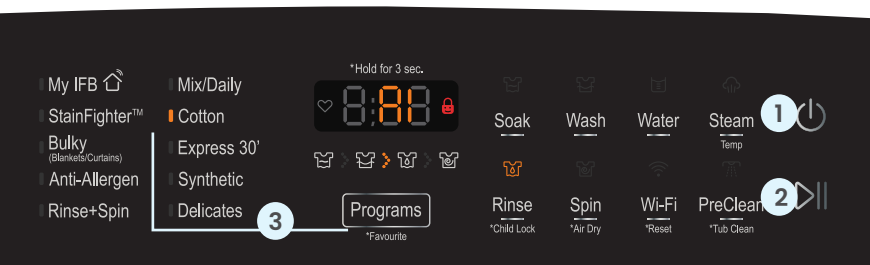 *Hold for 3 sec.
My IFB
StainFighter™
Bulky
(Blankets/Curtains)
Anti-Allergen
Rinse+Spin
Mix/Daily
Cotton
Express 30'
Synthetic
Delicates
3
AI
Programs
*Favourite
Soak
Wash
Water
Steam
Temp
1
Rinse
*Child Lock
Spin
*Air Dry
Wi-Fi
*Reset
PreClean
*Tub Clean
2